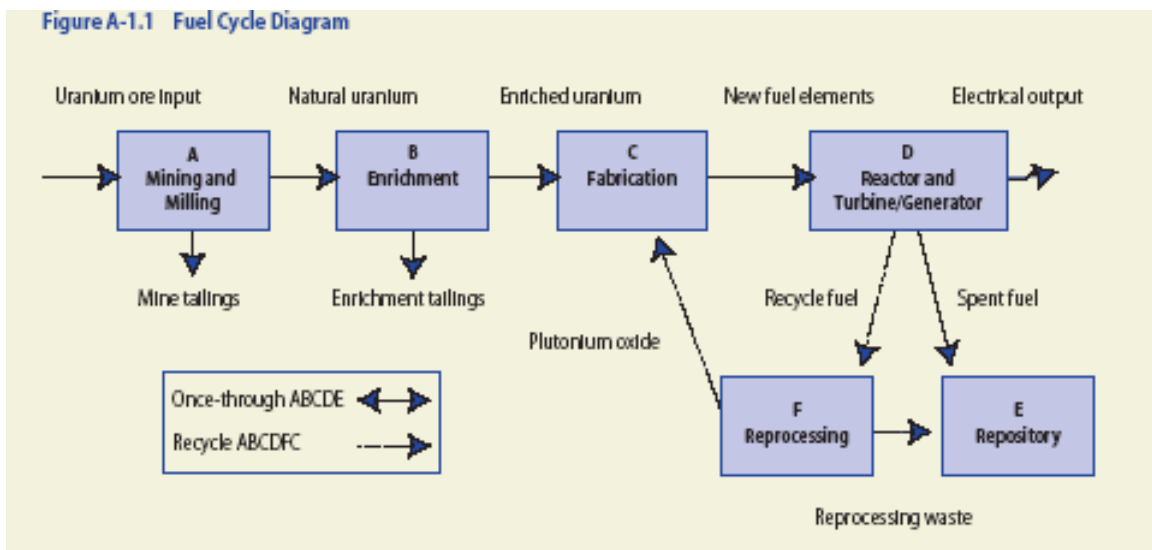 Figure A-1.1 Fuel Cycle Diagram
Uranium ore input
Natural uranium
Enriched uranium
New fuel elements
Electrical output
A
Mining and
Milling
B
Enrichment
C
Fabrication
D
Reactor and
Turbine/Generator
Mine tailings
Enrichment tailings
Recycle fuel
Spent fuel
Plutonium oxide
Once-through ABCDE
Recycle ABCDFC
F
Reprocessing
E
Repository
Reprocessing waste